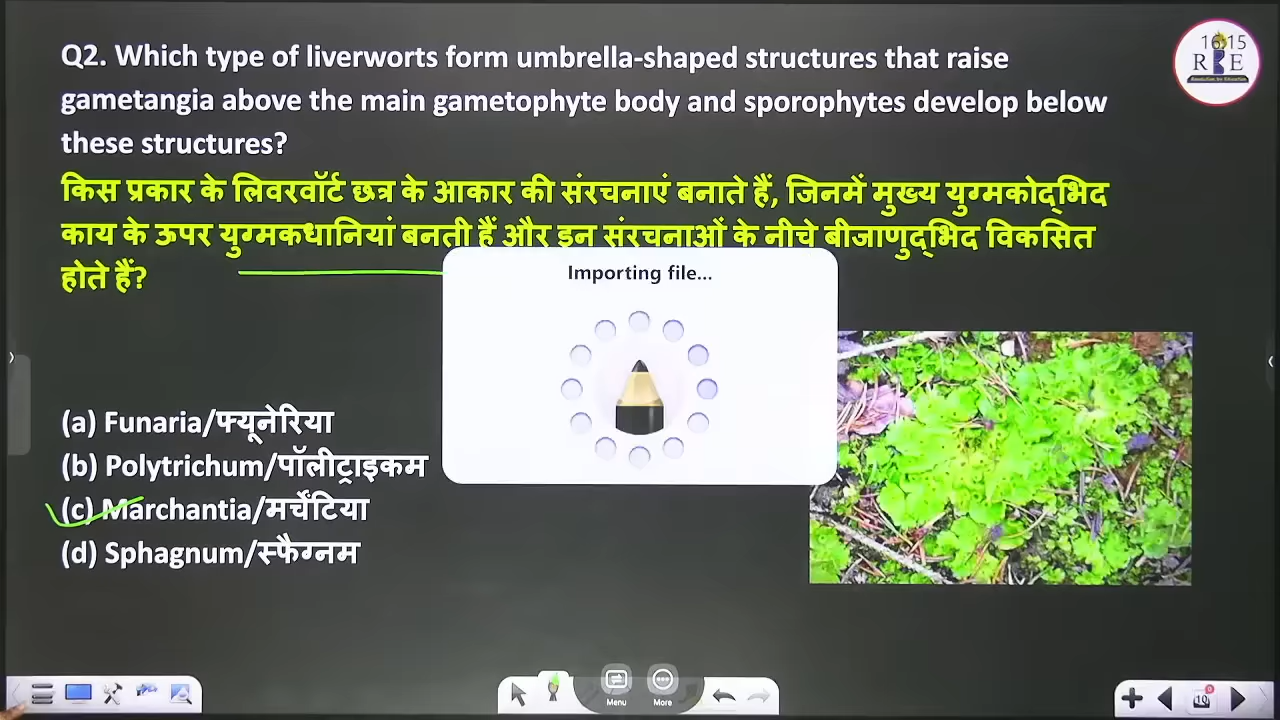 Q2. Which type of liverworts form umbrella-shaped structures that raise
gametangia above the main gametophyte body and sporophytes develop below
these structures?
किस प्रकार के लिवरवॉर्ट छत्र के आकार की संरचनाएं बनाते हैं, जिनमें मुख्य युग्मकोद्भिद
काय के ऊपर युग्मकधानियां बनती हैं और इन संरचनाओं के नीचे बीजाणुद्भिद विकसित
होते हैं?
1615
R E
Importing file...
(a) Funaria/फ्यूनेरिया
(b) Polytrichum/पॉलीट्राइकम
(c) Marchantia/मर्चेंटिया
(d) Sphagnum/स्फैग्नम
Menu
More
10